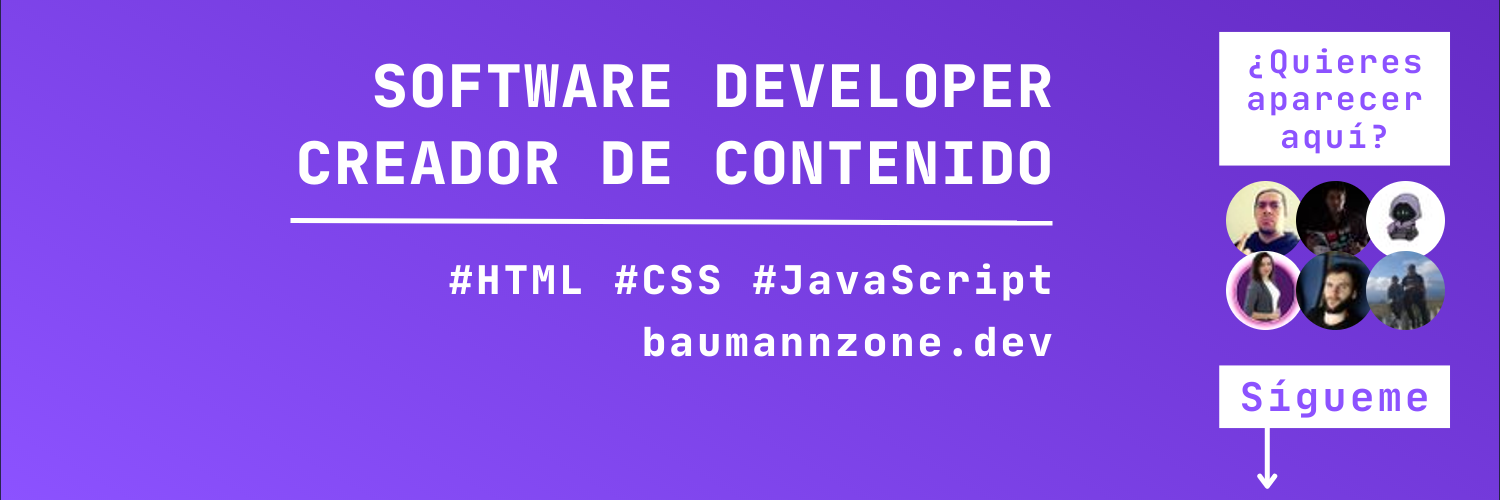 SOFTWARE DEVELOPER
CREADOR DE CONTENIDO
#HTML #CSS #JavaScript
baumannzone.dev
¿Quieres
aparecer
aquí?
Sígueme